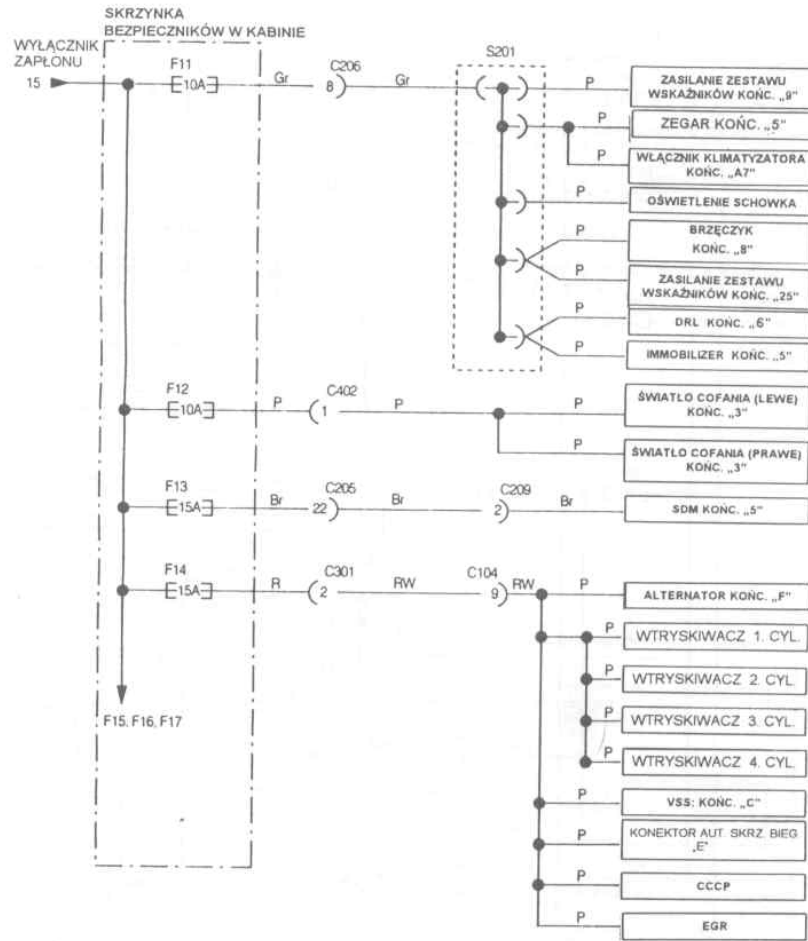 SKRZYNKA
BEZPIECZNIKÓW W KABINIE
WYŁĄCZNIK
ZAPŁONU
15
F11
10A
Gr
C206
8
Gr
S201
P
ZASILANIE ZESTAWU
WSKAŹNIKÓW KOŃC. „9"
P
ZEGAR KOŃC. „5"
P
WŁĄCZNIK KLIMATYZATORA
KOŃC. „A7"
P
OŚWIETLENIE SCHOWKA
P
BRZĘCZYK
KOŃC. „8"
P
ZASILANIE ZESTAWU
WSKAŹNIKÓW KOŃC. „25"
P
DRL KOŃC. „6"
P
IMMOBILIZER KOŃC. „5"
F12
10A
P
C402
1
P
P
ŚWIATŁO COFANIA (LEWE)
KOŃC. „3"
P
ŚWIATŁO COFANIA (PRAWE)
KOŃC. „3"
F13
15A
Br
C205
22
Br
C209
2
Br
SDM KOŃC. „5"
F14
15A
R
C301
2
RW
C104
9
RW
P
ALTERNATOR KOŃC. „F"
P
WTRYSKIWACZ 1. CYL.
P
WTRYSKIWACZ 2. CYL.
P
WTRYSKIWACZ 3. CYL.
P
WTRYSKIWACZ 4. CYL.
F15, F16, F17
P
VSS: KOŃC. „C"
P
KONEKTOR AUT. SKRZ. BIEG
„E"
P
CCCP
P
EGR